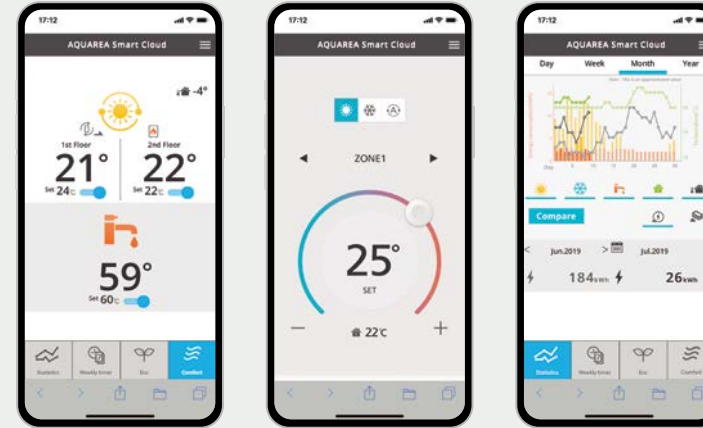 17:12
AQUAREA Smart Cloud
-4°
1st Floor
2nd Floor
21°
22°
Set 24°c
Set 22°c
59°
Set 60°c
Statistics
Weekly timer
Eco
Comfort
17:12
AQUAREA Smart Cloud
ZONE1
25°
SET
22°c
17:12
AQUAREA Smart Cloud
Day
Week
Month
Year
Day
Compare
Jun.2019
Jul.2019
184kWh
26kWh
Statistics
Weekly timer
Eco
Comfort